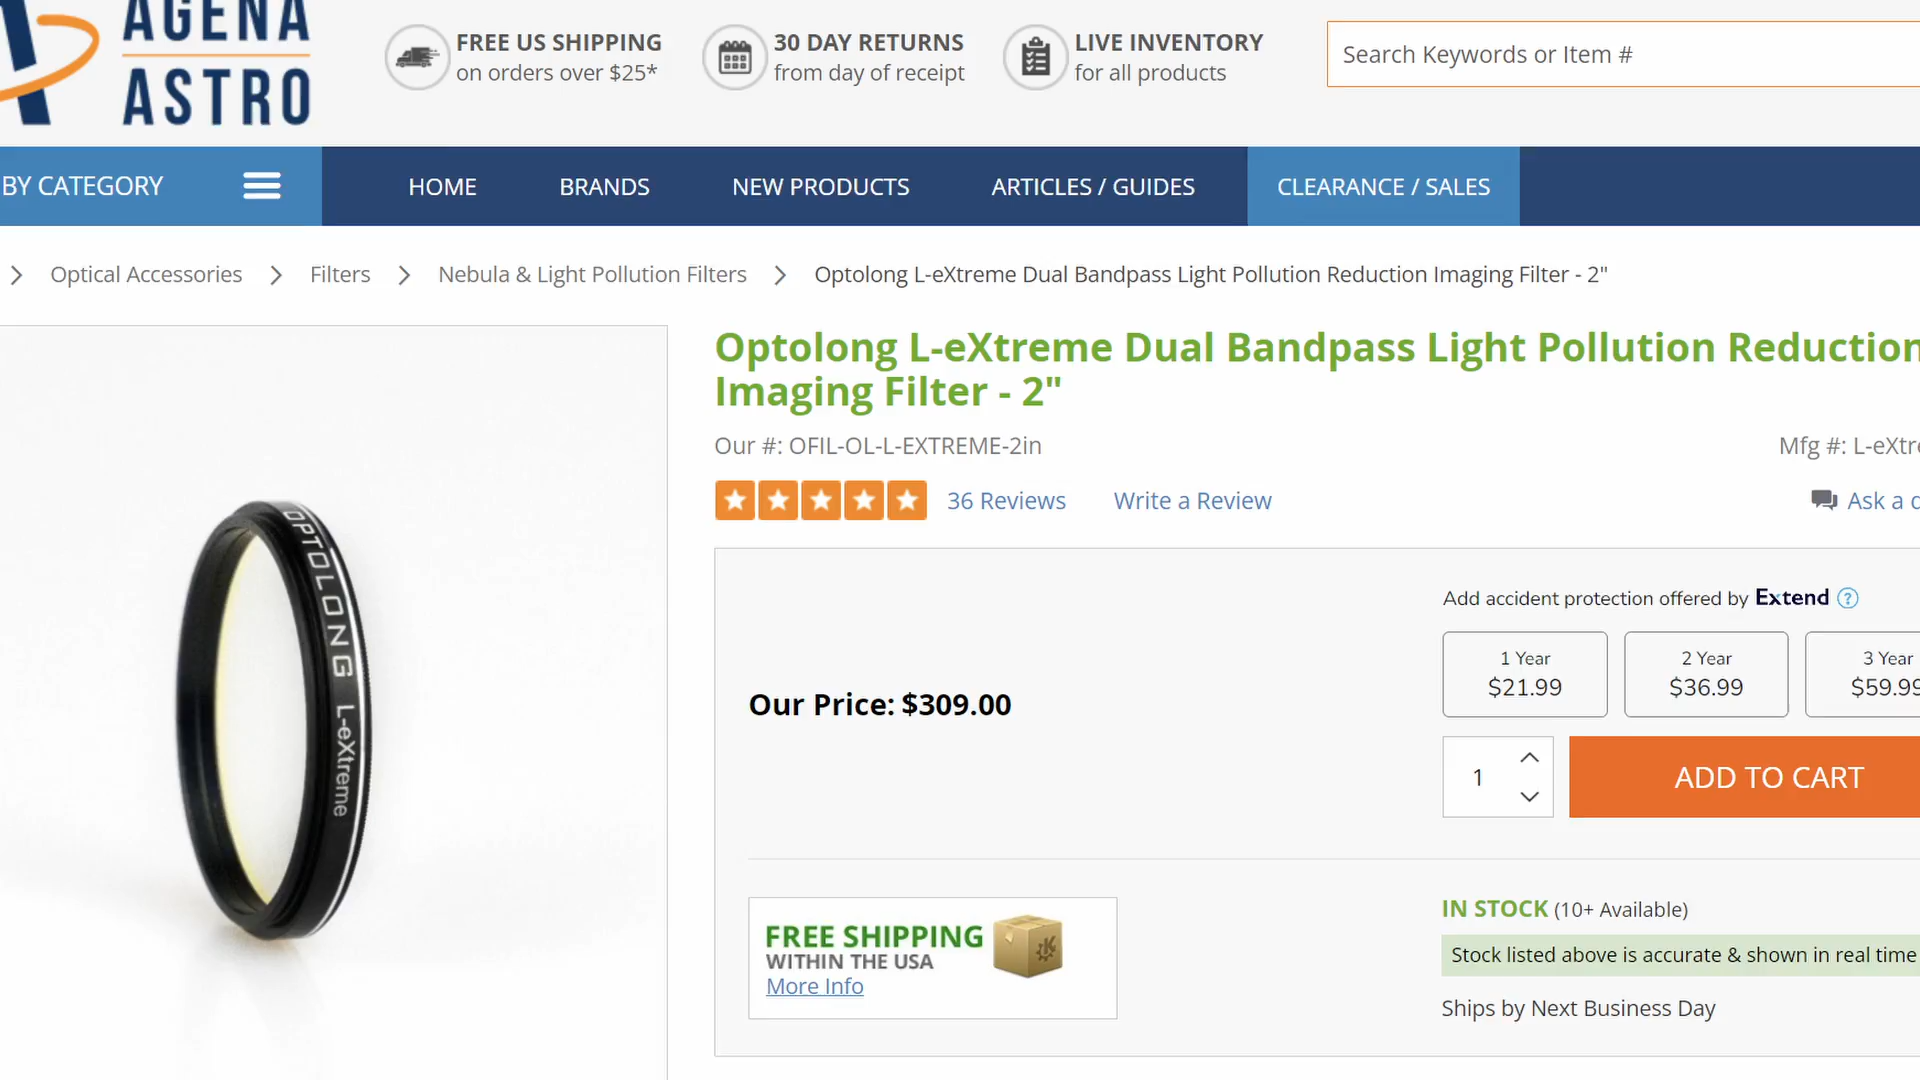 AGENA
ASTRO
FREE US SHIPPING
on orders over $25*
30 DAY RETURNS
from day of receipt
LIVE INVENTORY
for all products
Search Keywords or Item #
BY CATEGORY
HOME
BRANDS
NEW PRODUCTS
ARTICLES / GUIDES
CLEARANCE / SALES
Optical Accessories
Filters
Nebula & Light Pollution Filters
Optolong L-eXtreme Dual Bandpass Light Pollution Reduction Imaging Filter - 2"
Optolong L-eXtreme Dual Bandpass Light Pollution Reduction
Imaging Filter - 2"
Our #: OFIL-OL-L-EXTREME-2in
Mfg #: L-eXtre
36 Reviews
Write a Review
Ask a
OPTOLONG L-eXtreme
Our Price: $309.00
Add accident protection offered by Extend ?
1 Year
$21.99
2 Year
$36.99
3 Year
$59.99
1
ADD TO CART
FREE SHIPPING
WITHIN THE USA
More Info
IN STOCK (10+ Available)
Stock listed above is accurate & shown in real time
Ships by Next Business Day